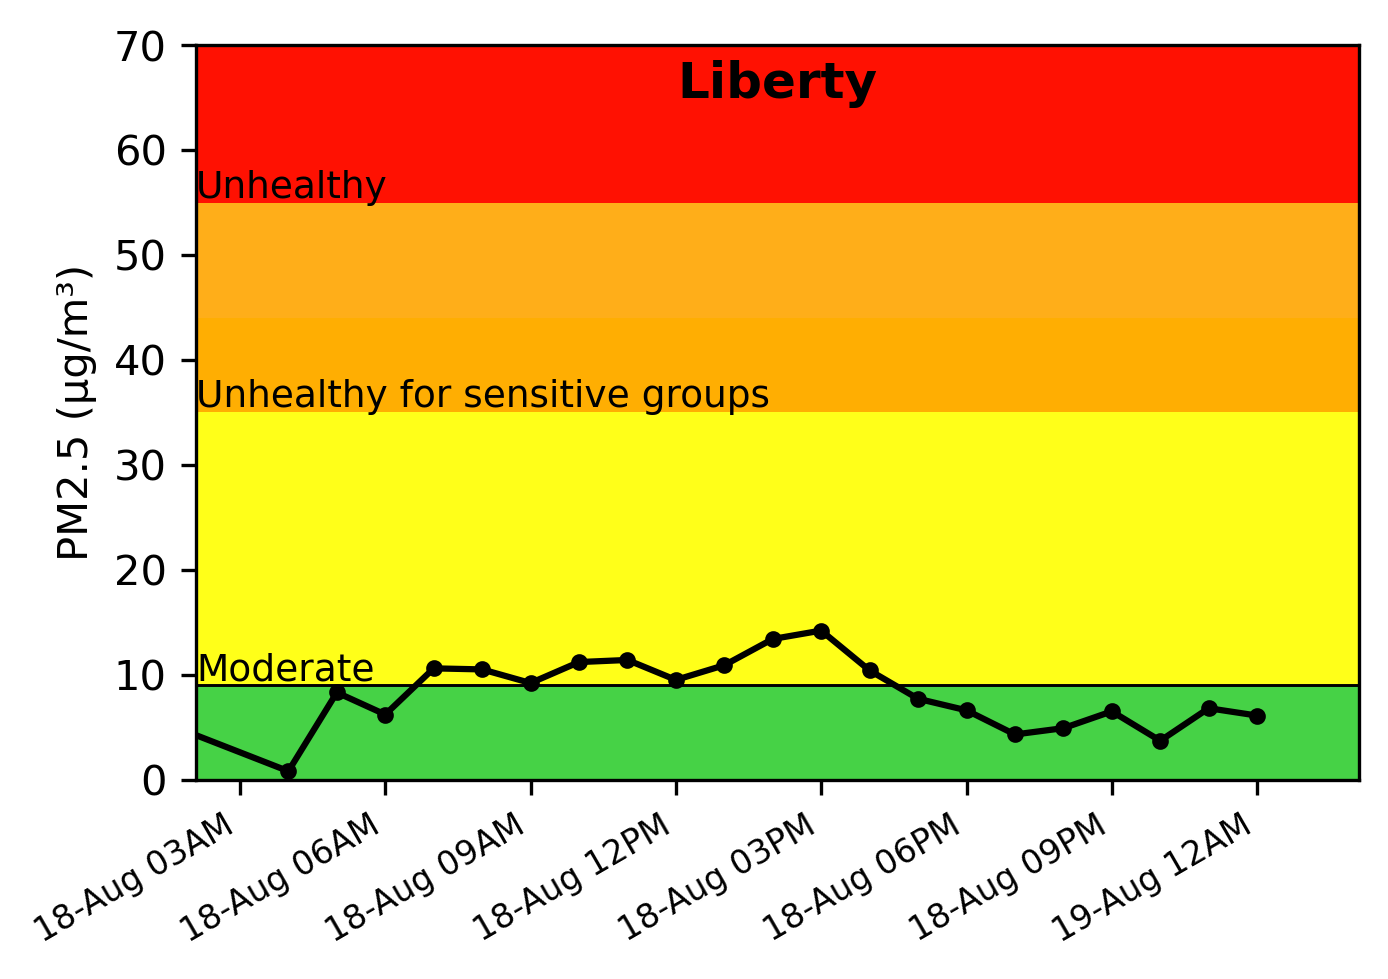 Liberty
70
60
Unhealthy
50
PM2.5 (µg/m³)
40
Unhealthy for sensitive groups
30
20
10
Moderate
0
18-Aug 03AM
18-Aug 06AM
18-Aug 09AM
18-Aug 12PM
18-Aug 03PM
18-Aug 06PM
18-Aug 09PM
19-Aug 12AM